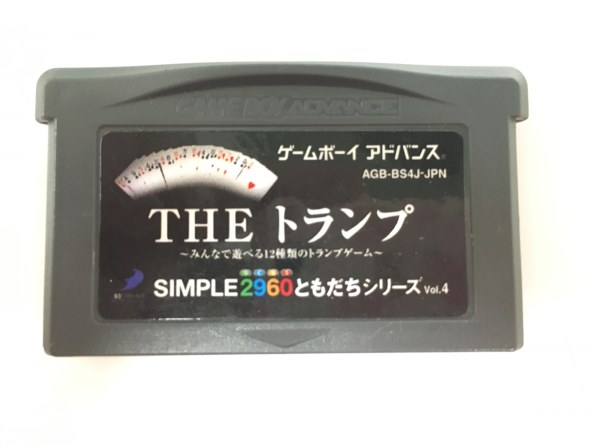 GAME BOY ADVANCE
ゲームボーイ アドバンス
AGB-BS4J-JPN
THE トランプ
～みんなで遊べる12種類のトランプゲーム～
SIMPLE2960ともだちシリーズ Vol.4